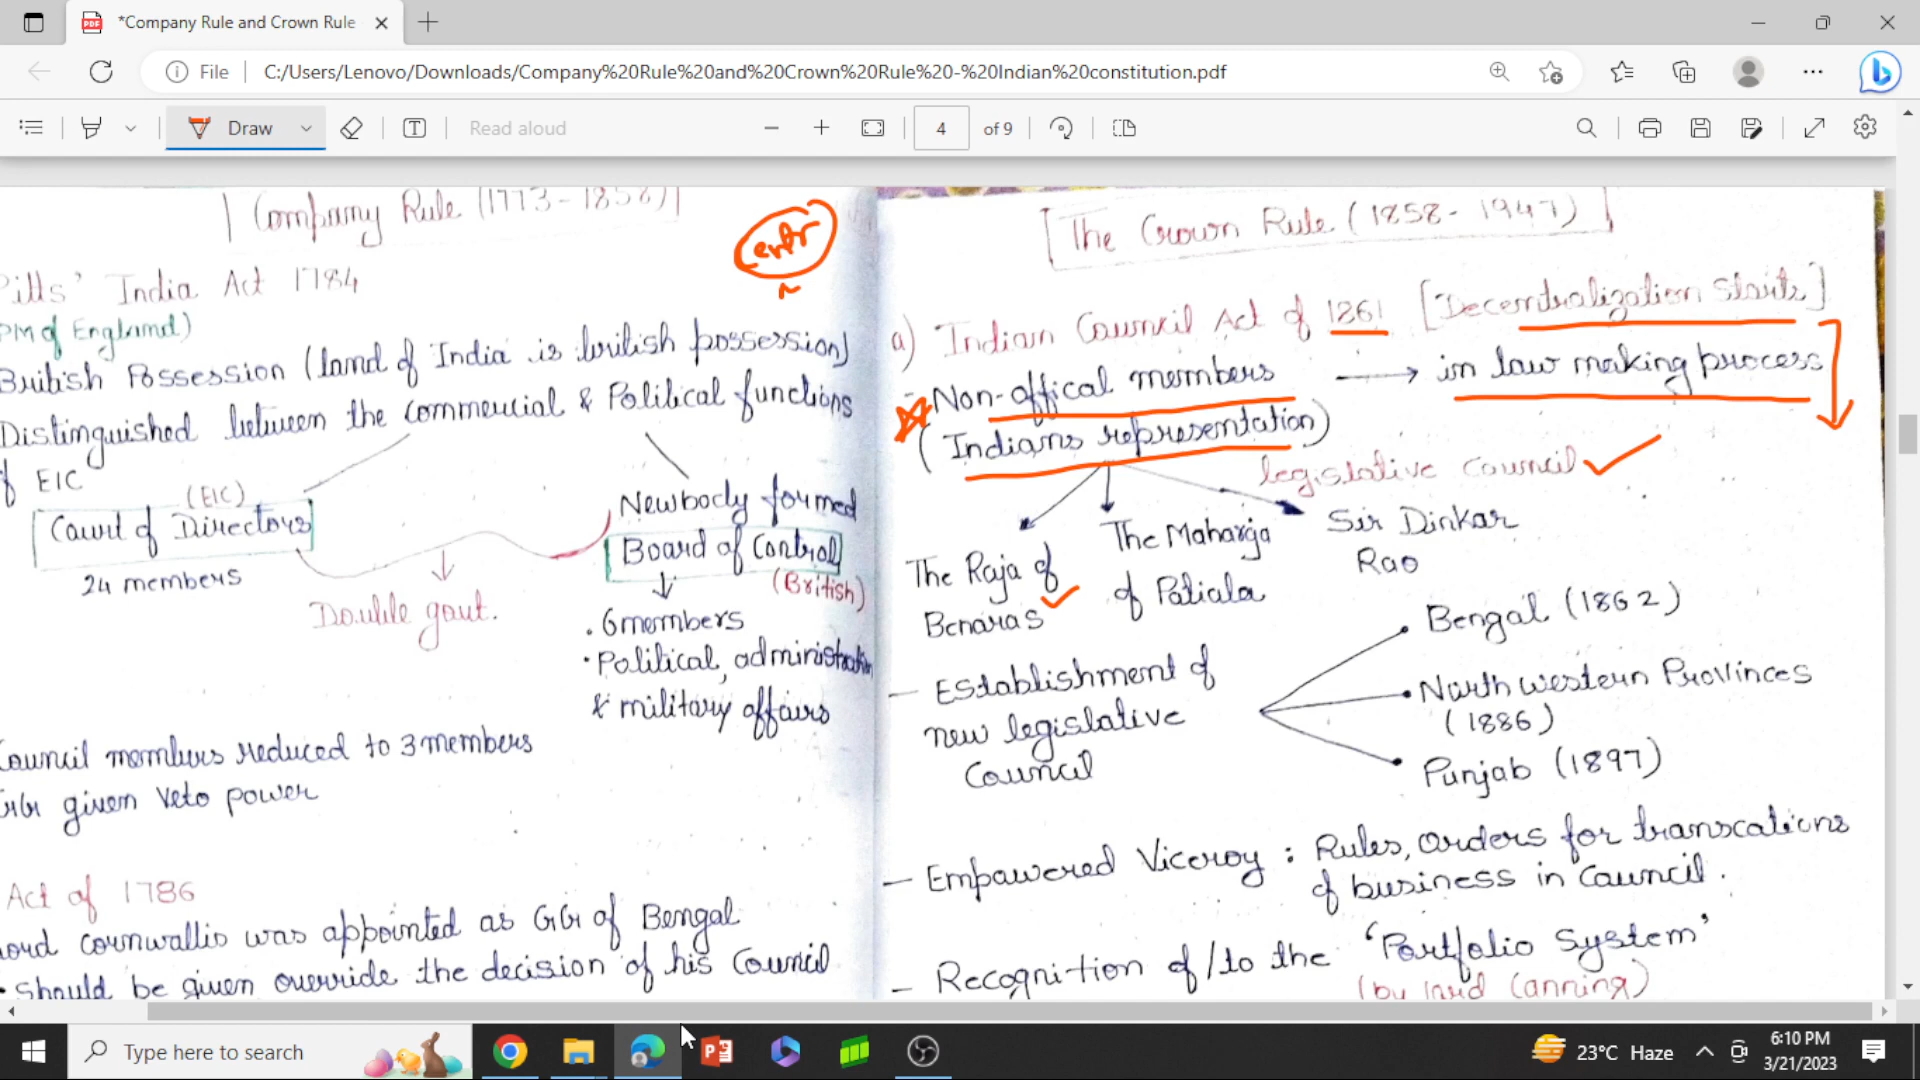 *Company Rule and Crown Rule
File
C:/Users/Lenovo/Downloads/Company%20Rule%20and%20Crown%20Rule%20-%20Indian%20constitution.pdf
Draw
Read aloud
4
of 9
Company Rule (1773-1858)
Pitts' India Act 1784
PM of England)
British Possession (land of India is british possession)
Distinguished between the commercial & Political functions
of EIC
(EIC)
Court of Directors
24 members
Double govt.
New body formed
Board of Control
(British)
. 6 members
. Political, administration
& military affairs
Council members reduced to 3 members
GG given Veto power
Act of 1786
Lord Cornwallis was appointed as GG of Bengal
. Should be given override the decision of his Council
[The Crown Rule (1858-1947)]
a) Indian Council Act of 1861 [Decentralization Starts]
- Non-offical members → in law making process
(Indians representation)
legislative Council
The Raja of
Benaras
The Maharja
of Patiala
Sir Dinkar
Rao
- Establishment of
new legislative
Council
Bengal (1862)
North western Provinces
(1886)
Punjab (1897)
- Empowered Viceroy : Rules, orders for transcations
of business in Council.
- Recognition of/to the 'Portfolio System'
(by Lord Canning)
Type here to search
23°C Haze
6:10 PM
3/21/2023